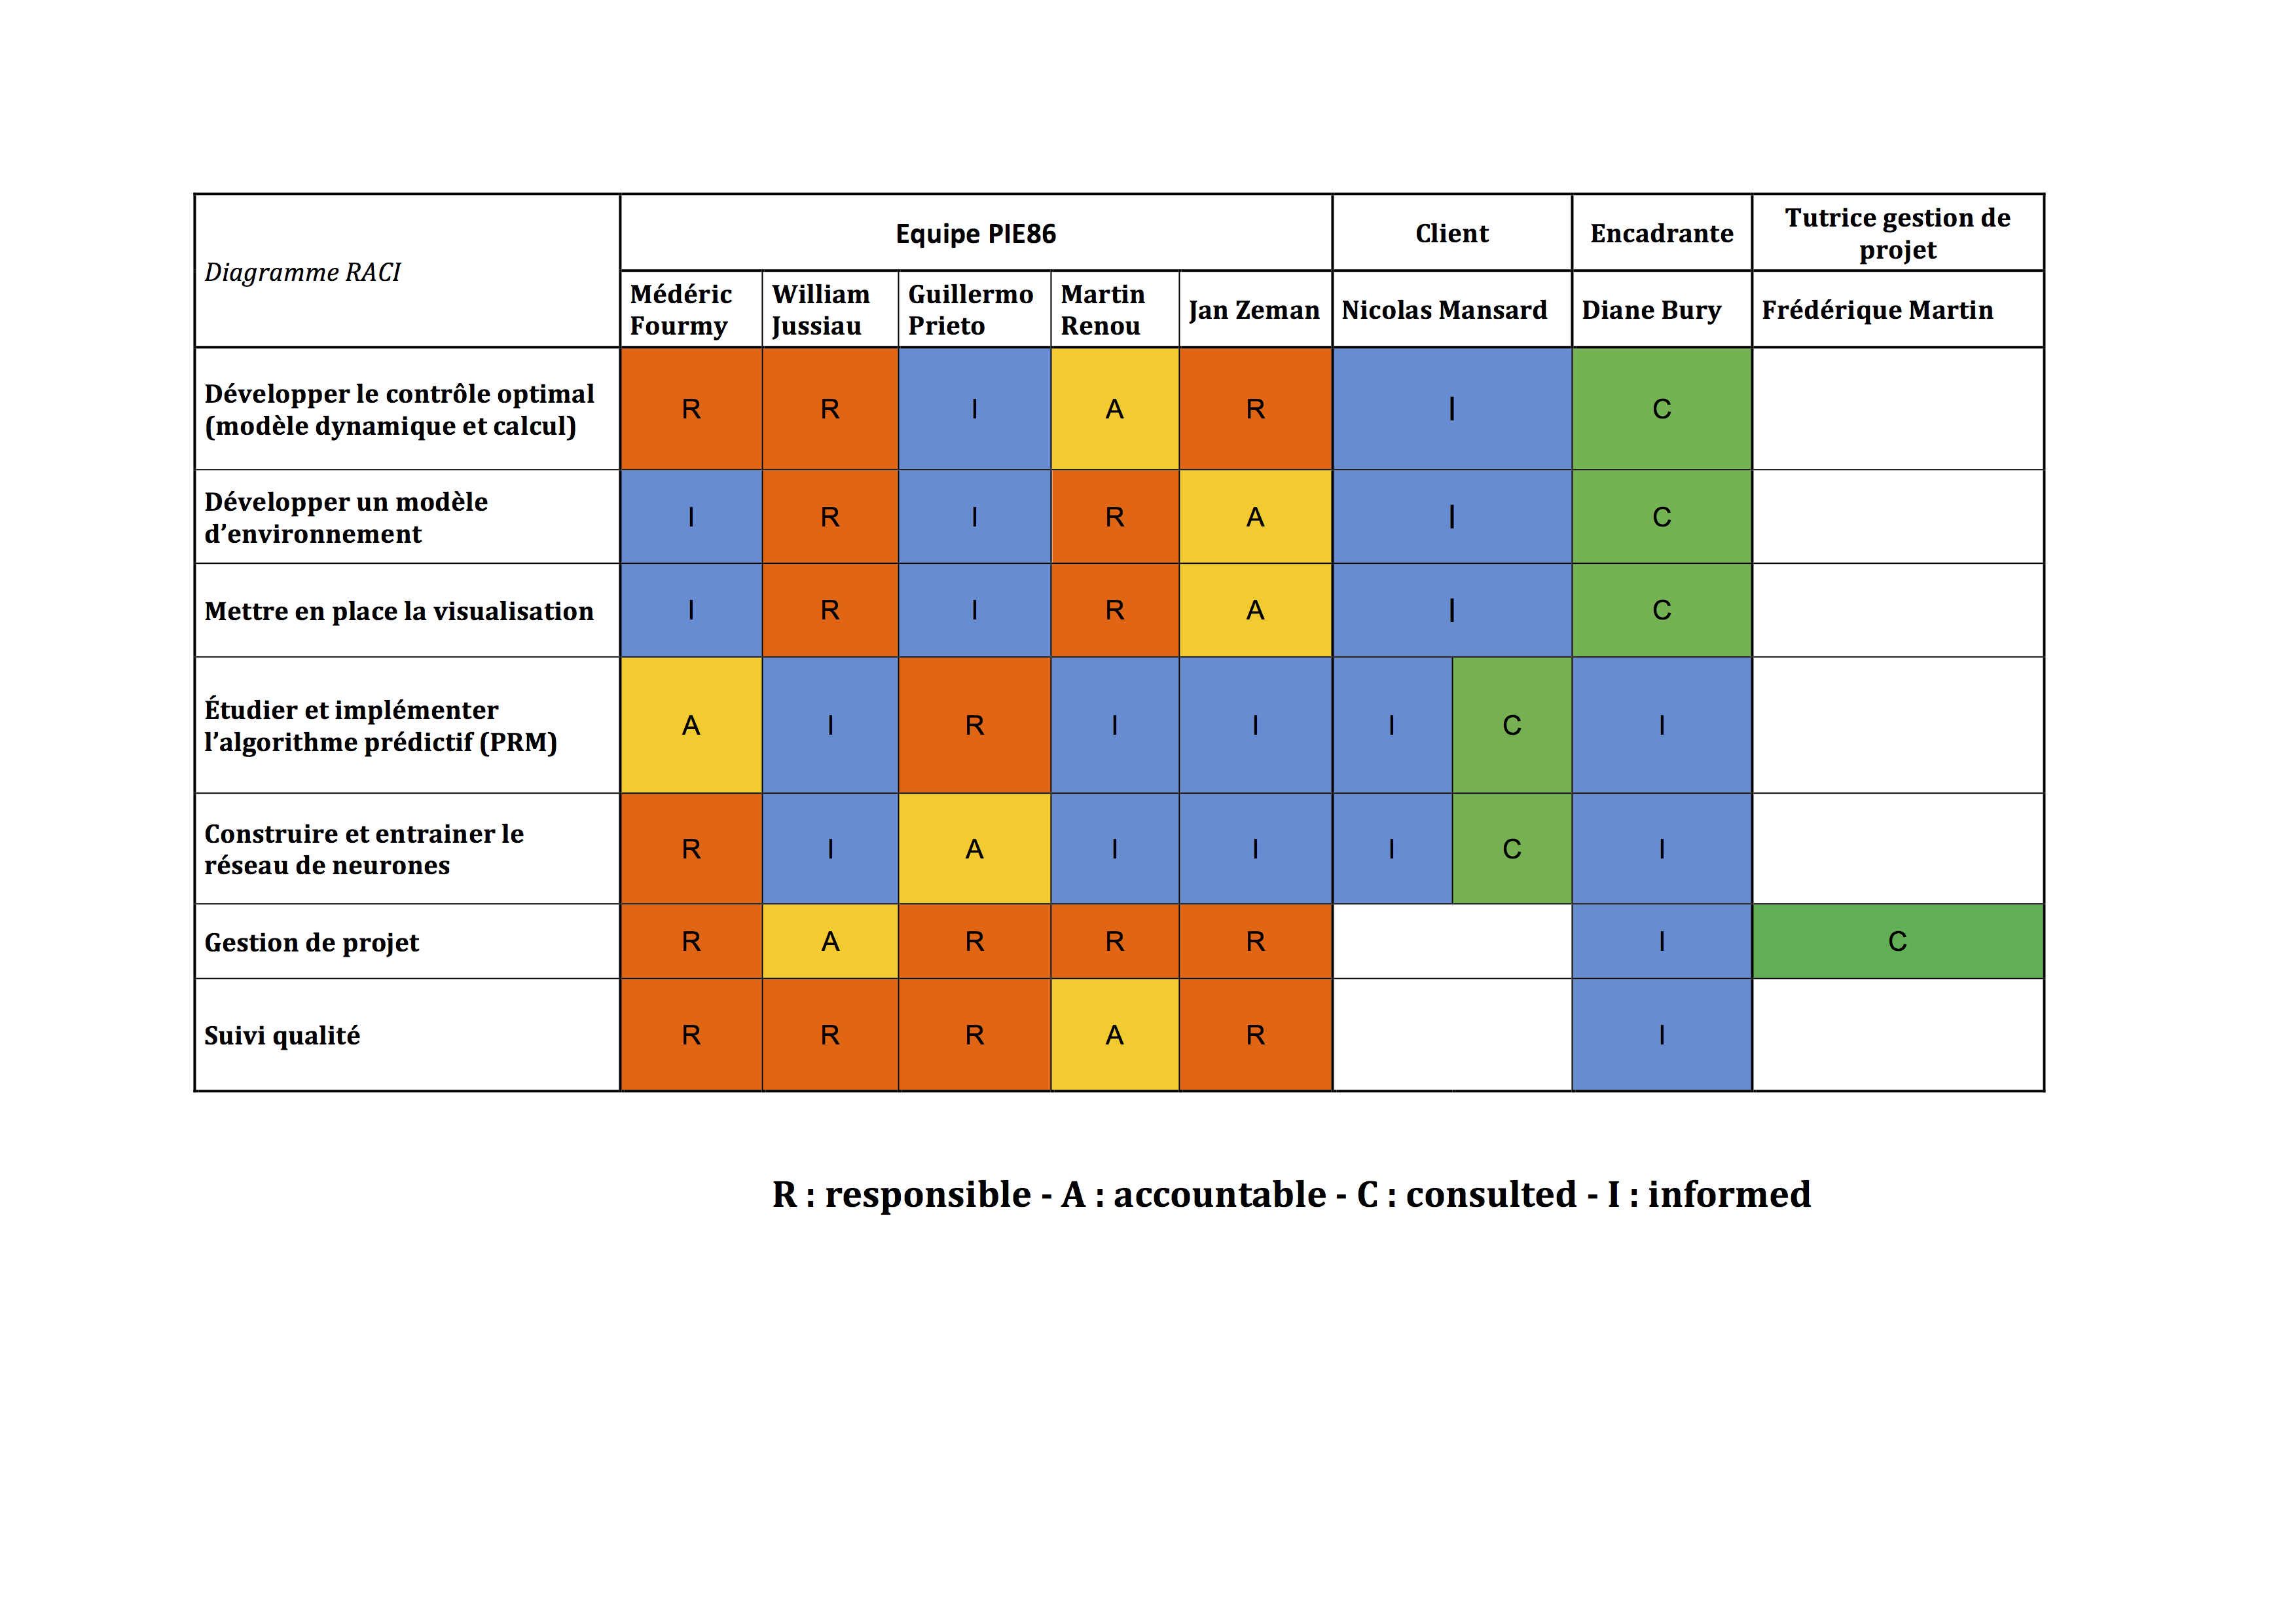 Diagramme RACI
Equipe PIE86
Client
Encadrante
Tutrice gestion de
projet
Médéric
Fourmy
William
Jussiau
Guillermo
Prieto
Martin
Renou
Jan Zeman
Nicolas Mansard
Diane Bury
Frédérique Martin
Développer le contrôle optimal
(modèle dynamique et calcul)
R R I A R I C
Développer un modèle
d’environnement
I R I R A I C
Mettre en place la visualisation
I R I R A I C
Étudier et implémenter
l’algorithme prédictif (PRM)
A I R I I I C I
Construire et entrainer le
réseau de neurones
R I A I I I C I
Gestion de projet
R A R R R I C
Suivi qualité
R R R A R I
R : responsible - A : accountable - C : consulted - I : informed